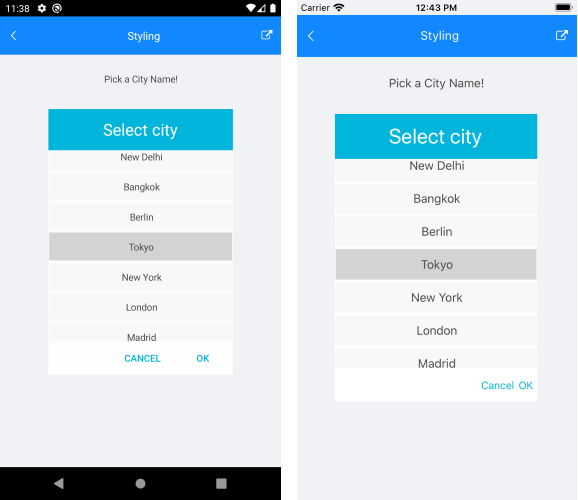 11:38
Styling
Pick a City Name!
Select city
New Delhi
Bangkok
Berlin
Tokyo
New York
London
Madrid
CANCEL OK
Carrier 12:43 PM
Styling
Pick a City Name!
Select city
New Delhi
Bangkok
Berlin
Tokyo
New York
London
Madrid
Cancel OK